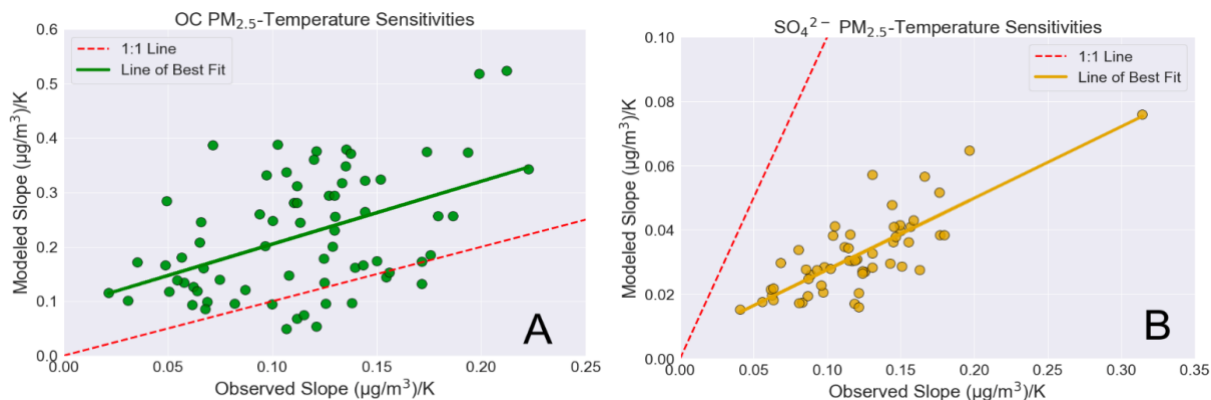 OC PM2.5-Temperature Sensitivities
1:1 Line
Line of Best Fit
Modeled Slope (μg/m³)/K
0.6
0.5
0.4
0.3
0.2
0.1
0.0
0.00 0.05 0.10 0.15 0.20 0.25
Observed Slope (μg/m³)/K
A
SO₄²⁻ PM2.5-Temperature Sensitivities
1:1 Line
Line of Best Fit
Modeled Slope (μg/m³)/K
0.10
0.08
0.06
0.04
0.02
0.00
0.00 0.05 0.10 0.15 0.20 0.25 0.30 0.35
Observed Slope (μg/m³)/K
B